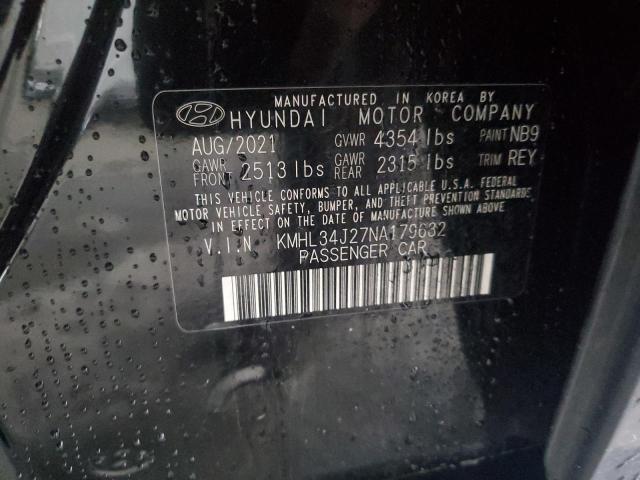 MANUFACTURED IN KOREA BY
HYUNDAI MOTOR COMPANY
AUG/2021 GVWR 4354 lbs PAINT NB9
GAWR FRONT 2513 lbs GAWR REAR 2315 lbs TRIM REY
THIS VEHICLE CONFORMS TO ALL APPLICABLE U.S.A. FEDERAL
MOTOR VEHICLE SAFETY, BUMPER, AND THEFT PREVENTION STANDARDS
IN EFFECT ON THE DATE OF MANUFACTURE SHOWN ABOVE.
V.I.N. KMHL34J27NA179632
PASSENGER CAR